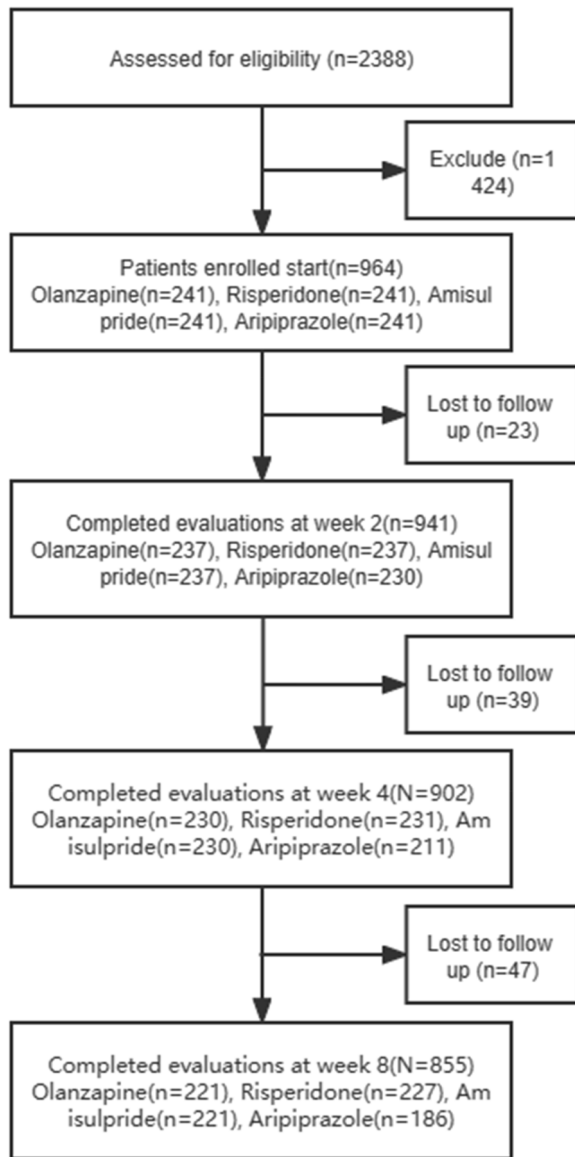 Assessed for eligibility (n=2388)
Exclude (n=1
424)
Patients enrolled start(n=964)
Olanzapine(n=241), Risperidone(n=241), Amisul
pride(n=241), Aripiprazole(n=241)
Lost to follow
up (n=23)
Completed evaluations at week 2(n=941)
Olanzapine(n=237), Risperidone(n=237), Amisul
pride(n=237), Aripiprazole(n=230)
Lost to follow
up (n=39)
Completed evaluations at week 4(N=902)
Olanzapine(n=230), Risperidone(n=231), Am
isulpride(n=230), Aripiprazole(n=211)
Lost to follow
up (n=47)
Completed evaluations at week 8(N=855)
Olanzapine(n=221), Risperidone(n=227), Am
isulpride(n=221), Aripiprazole(n=186)